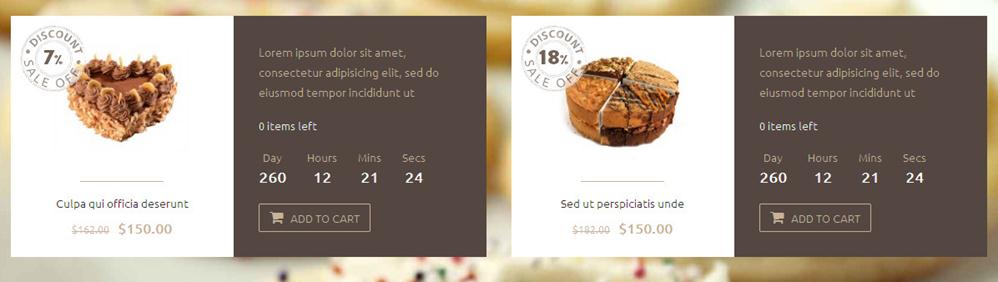 DISCOUNT
7%
SALE OFF
Culpa qui officia deserunt
$162.00 $150.00
Lorem ipsum dolor sit amet,
consectetur adipisicing elit, sed do
eiusmod tempor incididunt ut
0 items left
Day Hours Mins Secs
260 12 21 24
ADD TO CART
DISCOUNT
18%
SALE OFF
Sed ut perspiciatis unde
$182.00 $150.00
Lorem ipsum dolor sit amet,
consectetur adipisicing elit, sed do
eiusmod tempor incididunt ut
0 items left
Day Hours Mins Secs
260 12 21 24
ADD TO CART